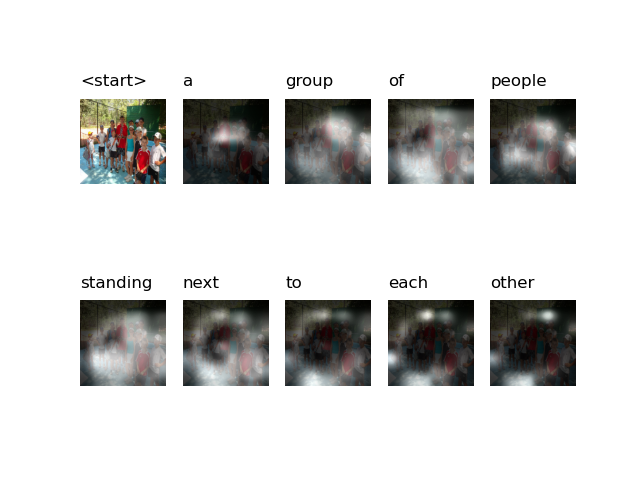 <start> a group of people
standing next to each other